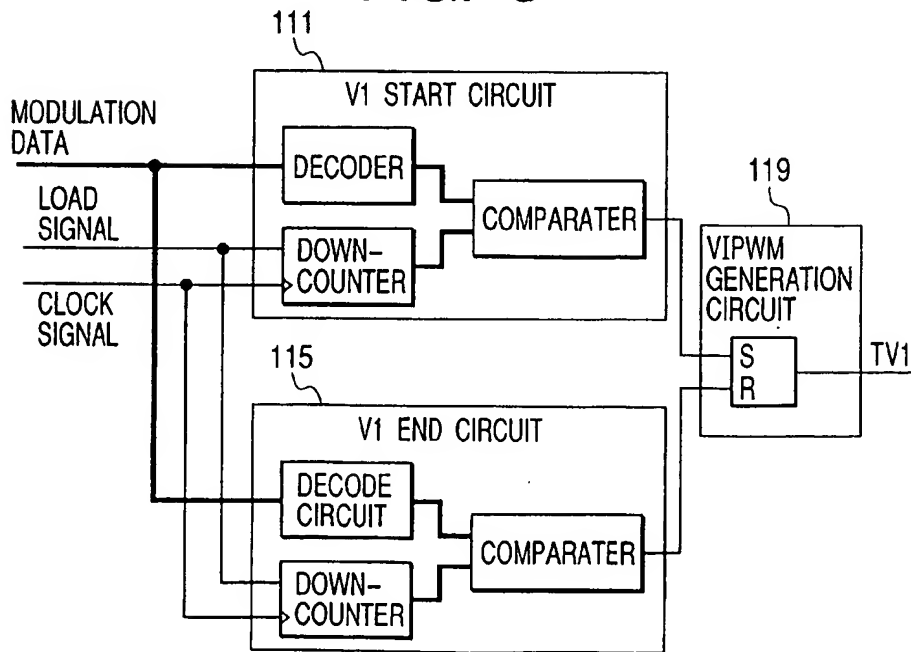 111
V1 START CIRCUIT
MODULATION
DATA
DECODER
LOAD
SIGNAL
COMPARATER
DOWN-
COUNTER
CLOCK
SIGNAL
119
VIPWM
GENERATION
CIRCUIT
S
R
TV1
115
V1 END CIRCUIT
DECODE
CIRCUIT
COMPARATER
DOWN-
COUNTER